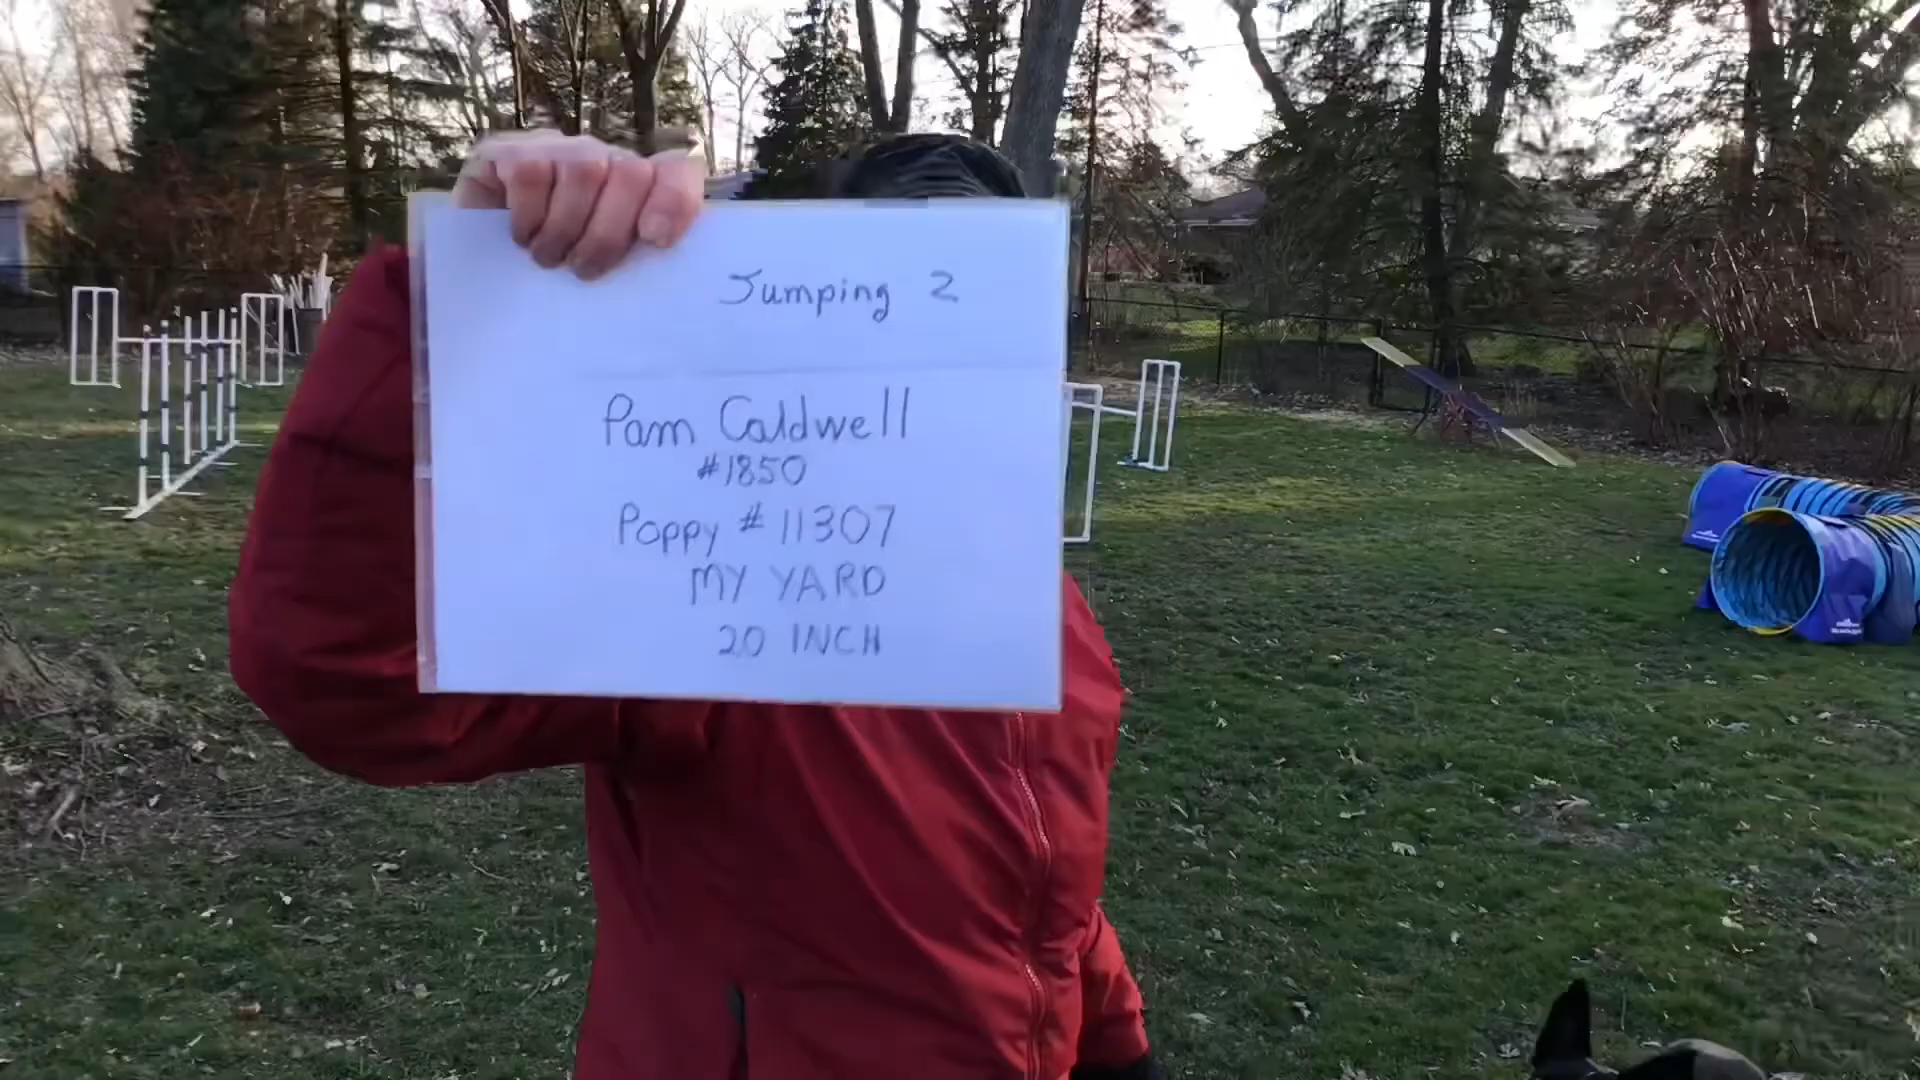 Jumping 2
Pam Caldwell
#1850
Poppy #11307
MY YARD
20 INCH